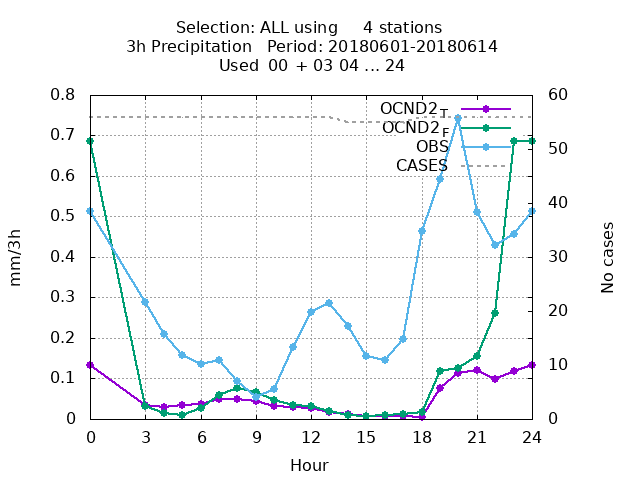 Selection: ALL using     4 stations
3h Precipitation   Period: 20180601-20180614
Used  00  + 03 04 ... 24
0.8
0.7
0.6
0.5
0.4
0.3
0.2
0.1
0
60
50
40
30
20
10
0
mm/3h
No cases
OCND2_T
OCND2_F
OBS
CASES
0 3 6 9 12 15 18 21 24
Hour